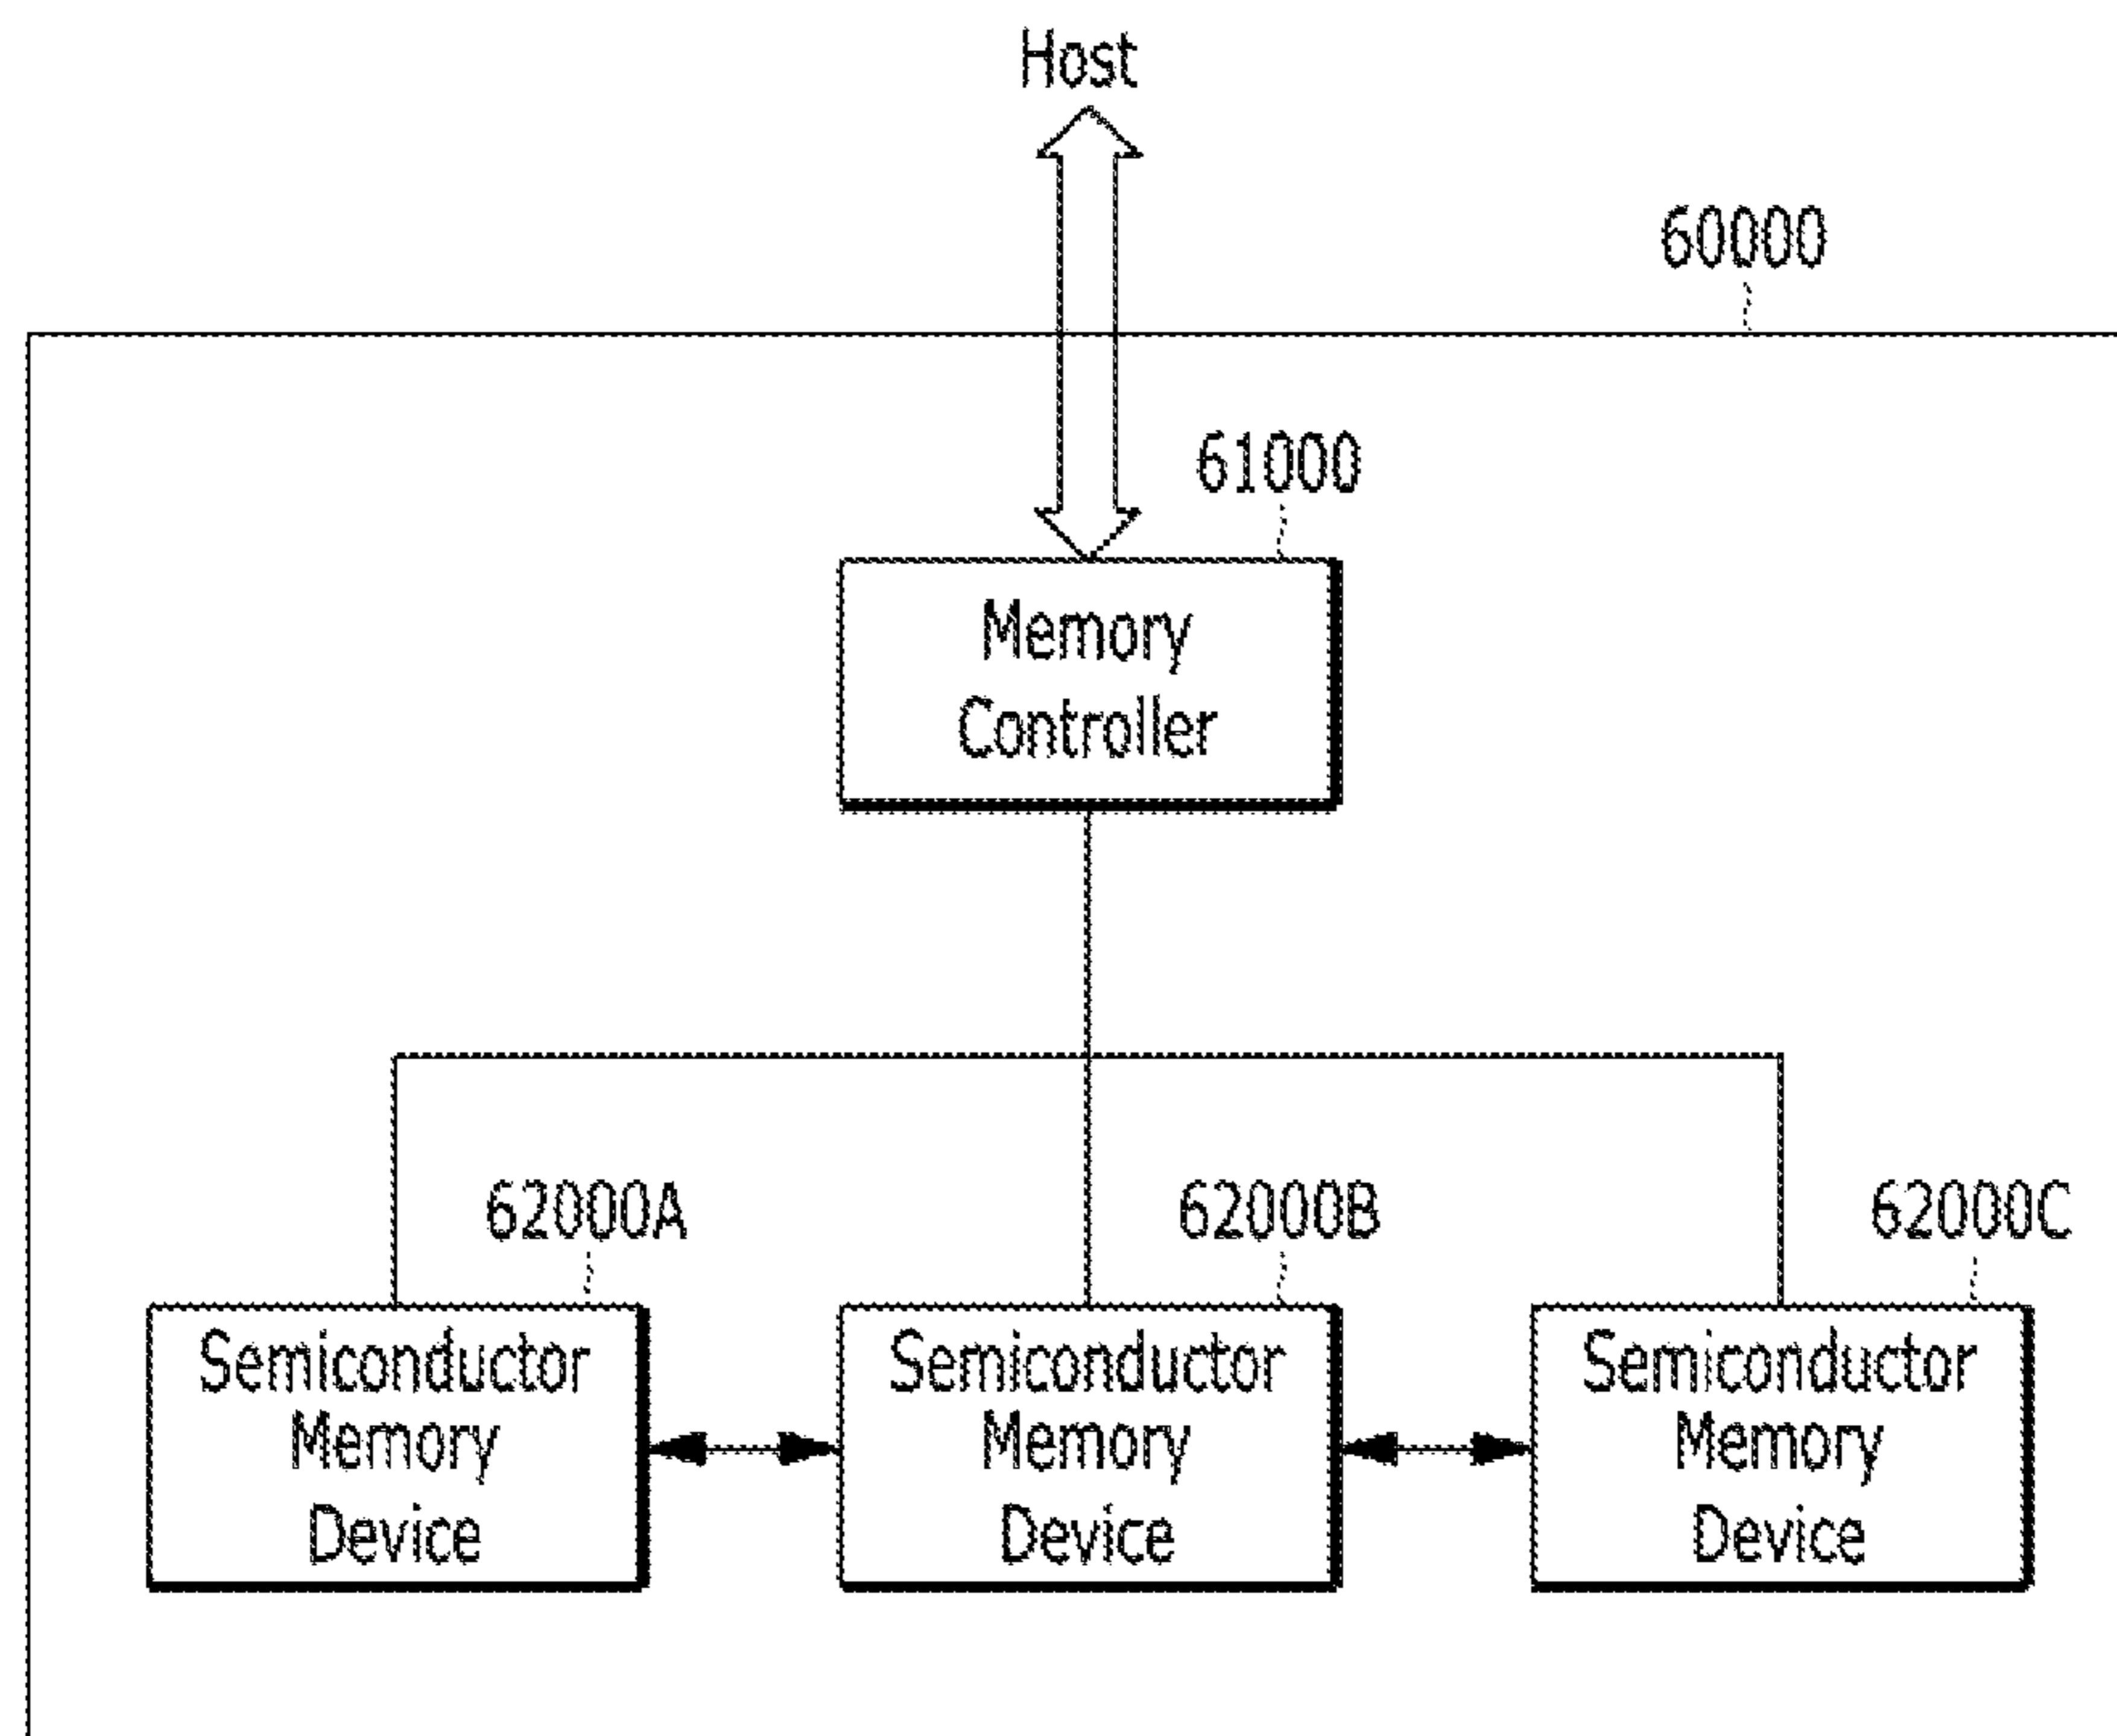 Host
60000
61000
Memory
Controller
62000A
62000B
62000C
Semiconductor
Memory
Device
Semiconductor
Memory
Device
Semiconductor
Memory
Device